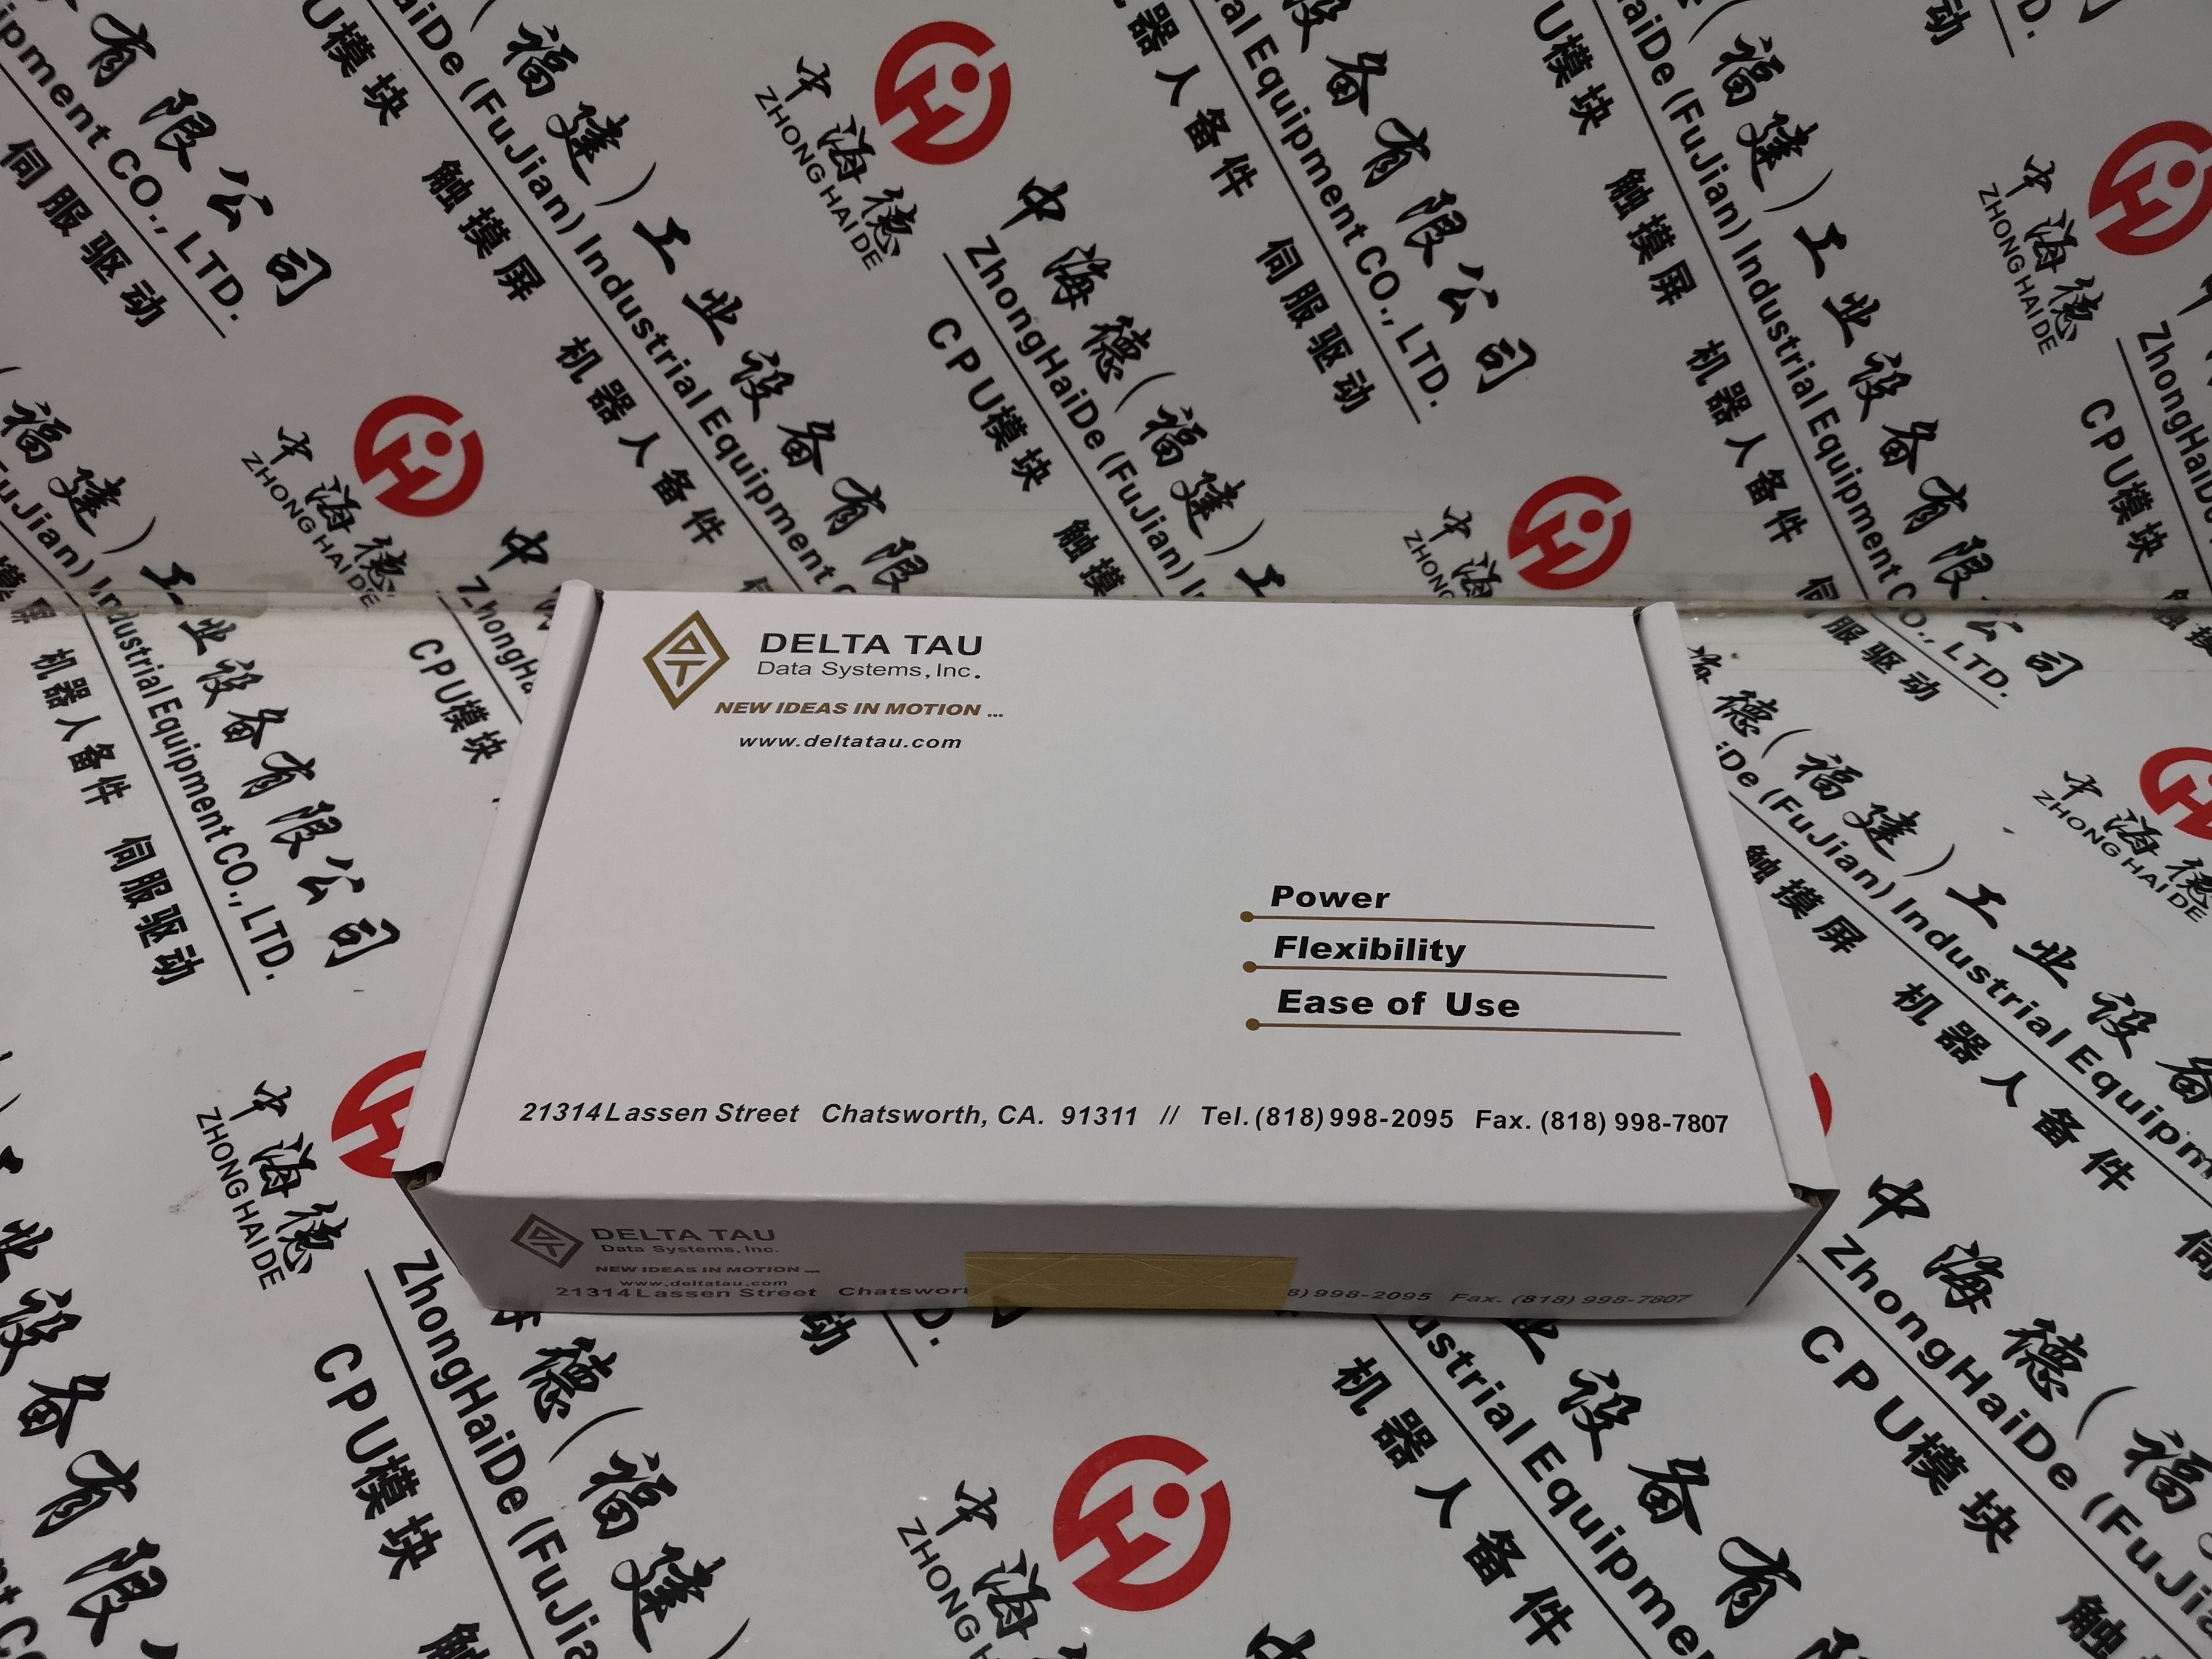 DELTA TAU
Data Systems, Inc.
NEW IDEAS IN MOTION ...
www.deltatau.com
Power
Flexibility
Ease of Use
21314 Lassen Street Chatsworth, CA. 91311 // Tel. (818) 998-2095 Fax. (818) 998-7807
DELTA TAU
Data Systems, Inc.
NEW IDEAS IN MOTION ...
www.deltatau.com
21314 Lassen Street Chatswor 8) 998-2095 Fax. (818) 998-7807
中海德
ZHONG HAI DE
中海德(福建)工业设备有限公司
ZhongHaiDe (FuJian) Industrial Equipment CO., LTD.
CPU模块 触摸屏 机器人备件 伺服驱动